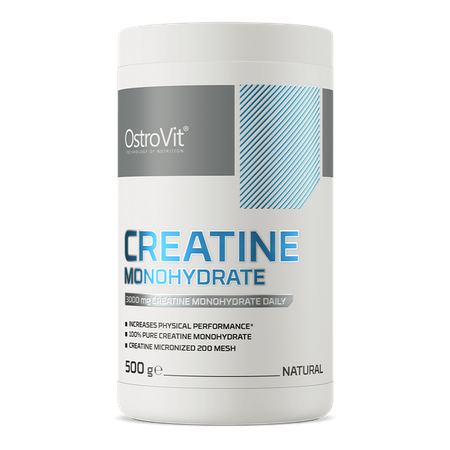 OstroVit®
TECHNOLOGY OF NUTRITION
CREATINE
MONOHYDRATE
3000 mg CREATINE MONOHYDRATE DAILY
INCREASES PHYSICAL PERFORMANCE*
100% PURE CREATINE MONOHYDRATE
CREATINE MICRONIZED 200 MESH
500 g℮ NATURAL